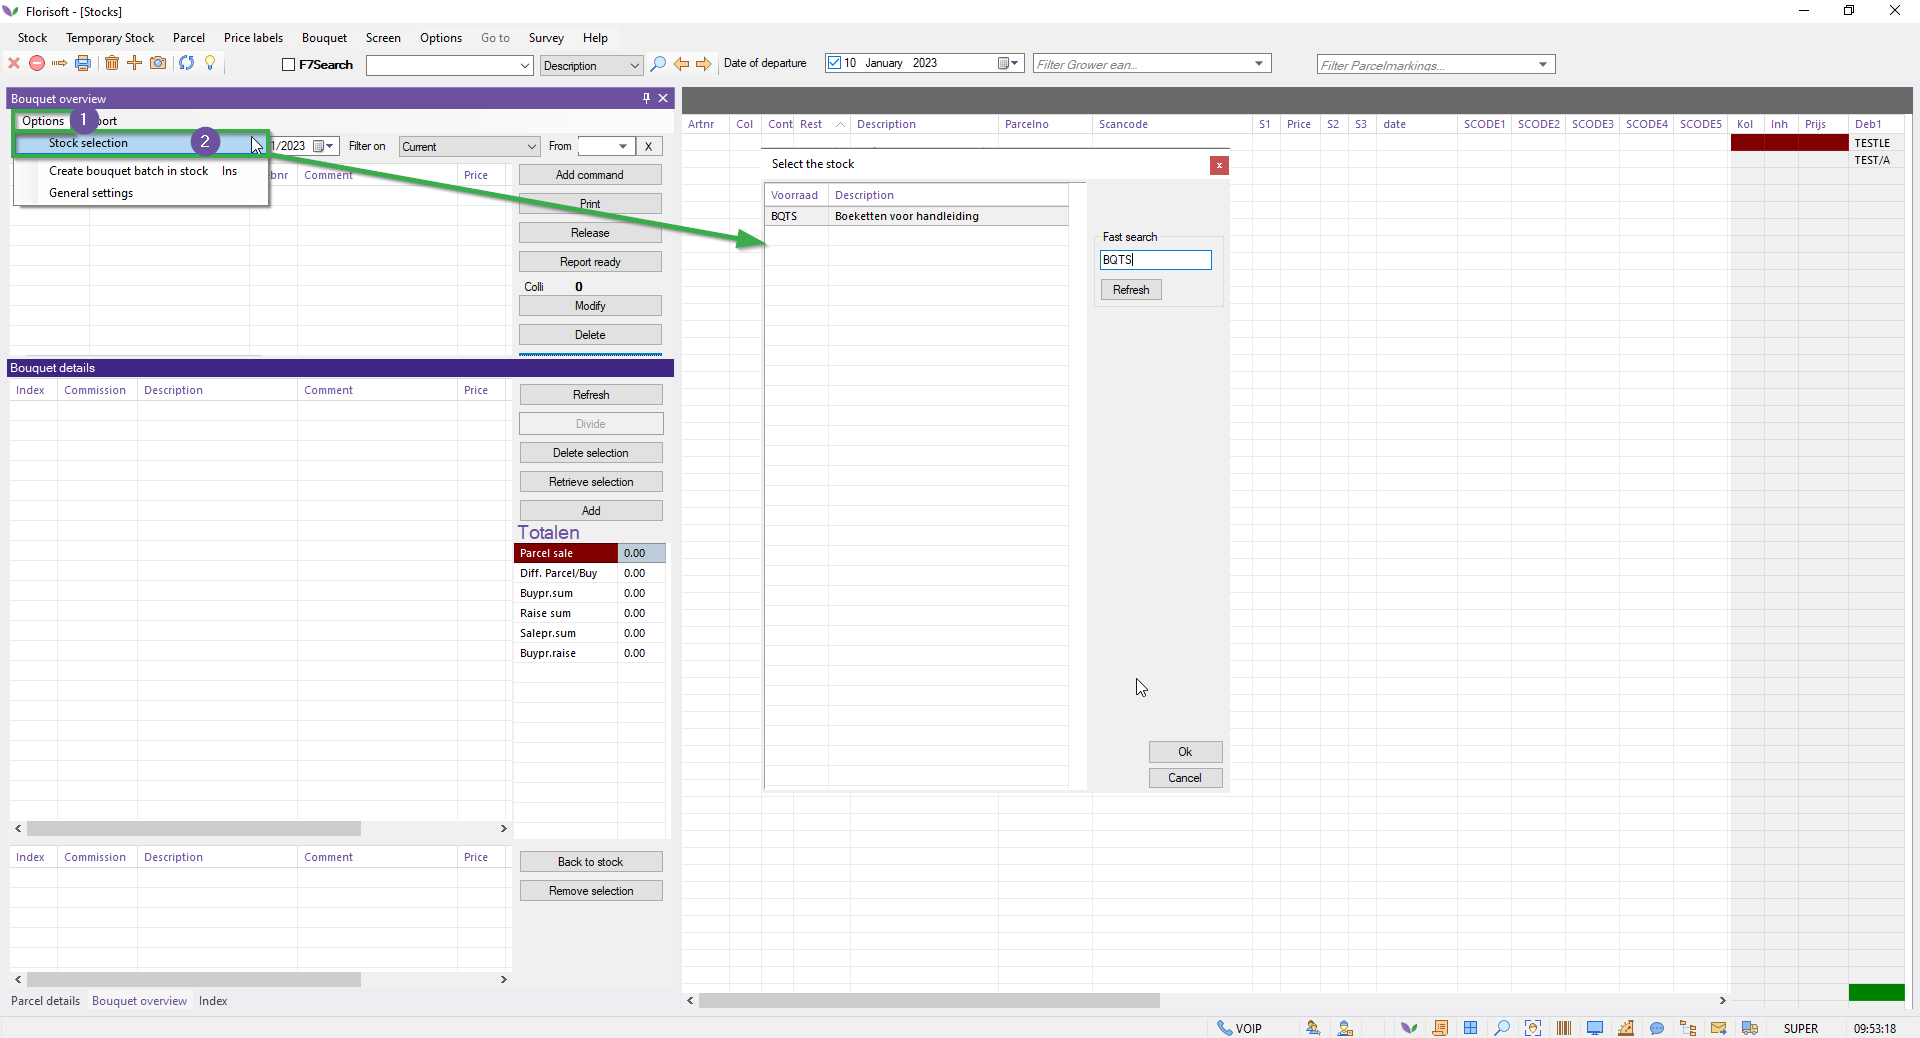 Florisoft - [Stocks]
Stock Temporary Stock Parcel Price labels Bouquet Screen Options Go to Survey Help
F7Search Description Date of departure 10 January 2023 Filter Grower ean... Filter Parcelmarkings...
Bouquet overview X
Options 1 ort
Stock selection 2 1/2023 Filter on Current From X
Create bouquet batch in stock Ins
General settings
bnr Comment Price
Add command
Print
Release
Report ready
Colli 0
Modify
Delete
Bouquet details
Index Commission Description Comment Price
Refresh
Divide
Delete selection
Retrieve selection
Add
Totalen
Parcel sale 0.00
Diff. Parcel/Buy 0.00
Buypr.sum 0.00
Raise sum 0.00
Salepr.sum 0.00
Buypr.raise 0.00
Index Commission Description Comment Price
Back to stock
Remove selection
Parcel details Bouquet overview Index
Artnr Col Cont Rest Description Parcelno Scancode S1 Price S2 S3 date SCODE1 SCODE2 SCODE3 SCODE4 SCODE5 Kol Inh Prijs Deb1
TESTLE
TEST/A
Select the stock x
Voorraad Description
BQTS Boeketten voor handleiding
Fast search
BQTS
Refresh
Ok
Cancel
VOIP SUPER 09:53:18